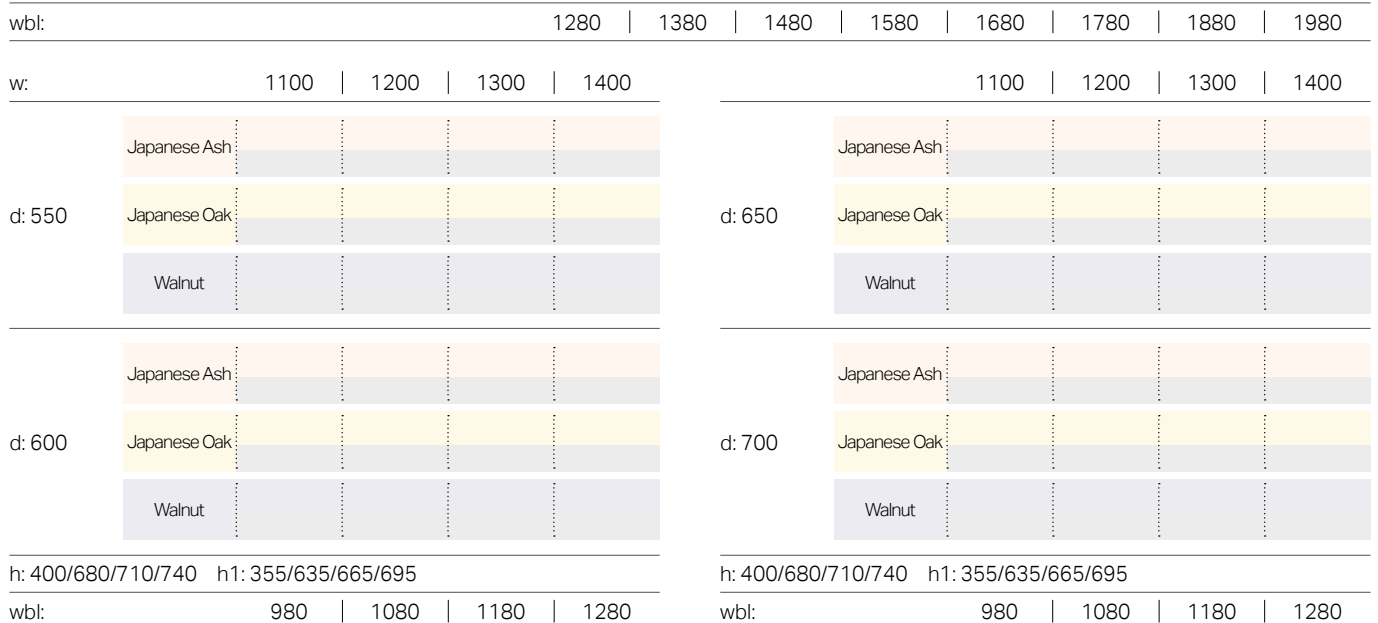 wbl: 1280 | 1380 | 1480 | 1580 | 1680 | 1780 | 1880 | 1980
w: 1100 | 1200 | 1300 | 1400
d: 550
Japanese Ash
Japanese Oak
Walnut
d: 600
Japanese Ash
Japanese Oak
Walnut
h: 400/680/710/740 h1: 355/635/665/695
wbl: 980 | 1080 | 1180 | 1280
1100 | 1200 | 1300 | 1400
d: 650
Japanese Ash
Japanese Oak
Walnut
d: 700
Japanese Ash
Japanese Oak
Walnut
h: 400/680/710/740 h1: 355/635/665/695
wbl: 980 | 1080 | 1180 | 1280